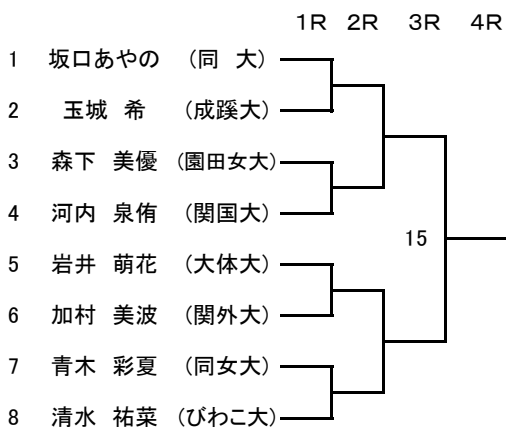 1R 2R 3R 4R
1 坂口あやの (同 大)
2 玉城 希 (成蹊大)
3 森下 美優 (園田女大)
4 河内 泉侑 (関国大)
15
5 岩井 萌花 (大体大)
6 加村 美波 (関外大)
7 青木 彩夏 (同女大)
8 清水 祐菜 (びわこ大)